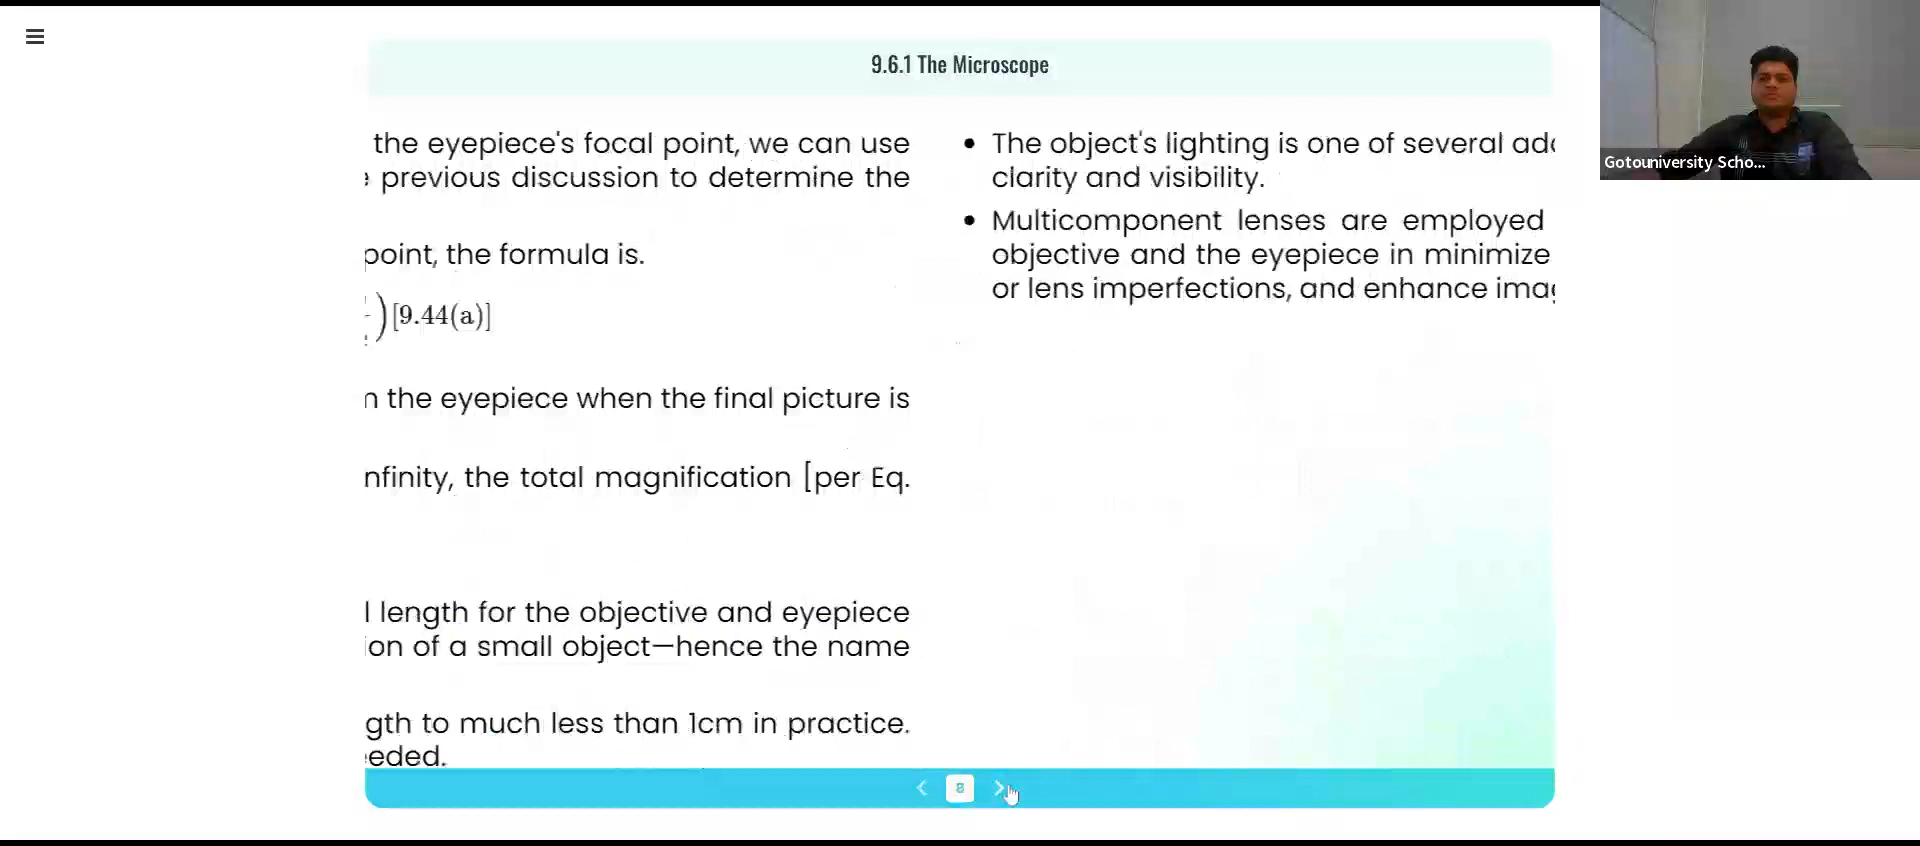 9.6.1 The Microscope
the eyepiece's focal point, we can use
previous discussion to determine the
point, the formula is.
)[9.44(a)]
the eyepiece when the final picture is
nfinity, the total magnification [per Eq.
l length for the objective and eyepiece
ion of a small object—hence the name
gth to much less than 1cm in practice.
eeded.
• The object's lighting is one of several
clarity and visibility.
• Multicomponent lenses are employed
objective and the eyepiece in minimize
or lens imperfections, and enhance
8
Gotouniversity Scho...